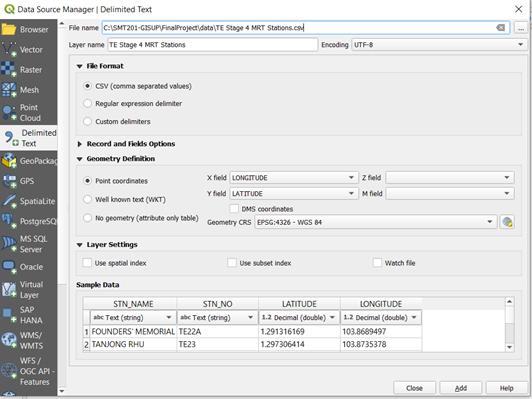 Data Source Manager | Delimited Text
Browser
Vector
Raster
Mesh
Point
Cloud
Delimited
Text
GeoPackag
GPS
SpatiaLite
PostgreSQ
MS SQL
Server
Oracle
Virtual
Layer
SAP
HANA
WMS/
WMTS
WFS /
OGC API -
Features
File name C:\SMT201-GISUP\FinalProject\data\TE Stage 4 MRT Stations.csv ...
Layer name TE Stage 4 MRT Stations Encoding UTF-8
File Format
CSV (comma separated values)
Regular expression delimiter
Custom delimiters
Record and Fields Options
Geometry Definition
Point coordinates X field LONGITUDE Z field
Well known text (WKT) Y field LATITUDE M field
DMS coordinates
No geometry (attribute only table) Geometry CRS EPSG:4326 - WGS 84
Layer Settings
Use spatial index Use subset index Watch file
Sample Data
STN_NAME STN_NO LATITUDE LONGITUDE
abc Text (string) abc Text (string) 1.2 Decimal (double) 1.2 Decimal (double)
1 FOUNDERS' MEMORIAL TE22A 1.291316169 103.8689497
2 TANJONG RHU TE23 1.297306414 103.8735378
Close Add Help